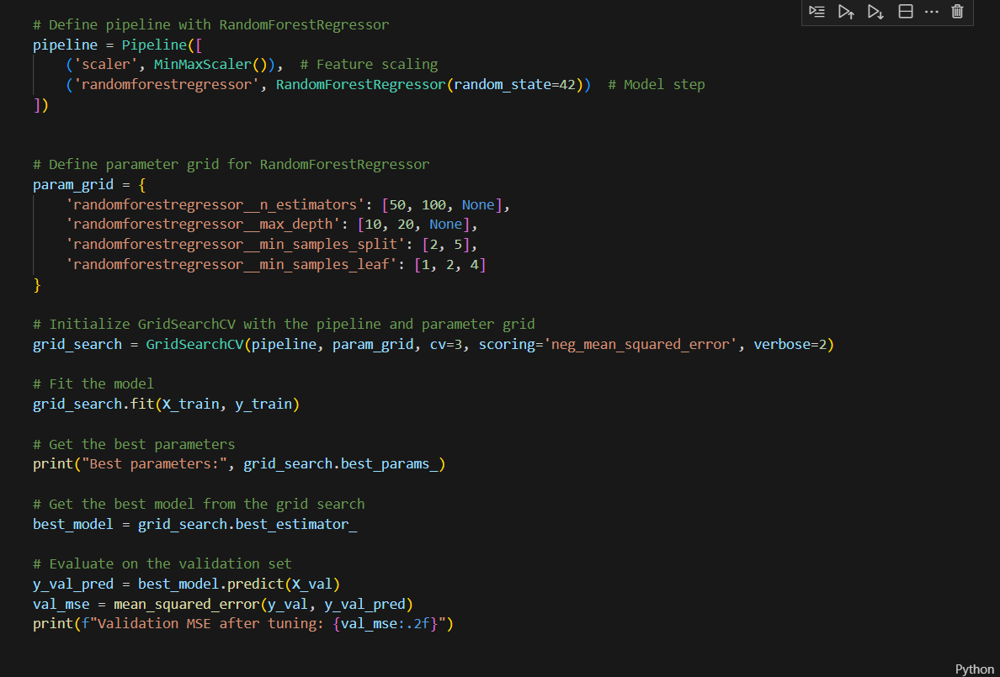 # Define pipeline with RandomForestRegressor
pipeline = Pipeline([
    ('scaler', MinMaxScaler()),  # Feature scaling
    ('randomforestregressor', RandomForestRegressor(random_state=42))  # Model step
])
# Define parameter grid for RandomForestRegressor
param_grid = {
    'randomforestregressor__n_estimators': [50, 100, None],
    'randomforestregressor__max_depth': [10, 20, None],
    'randomforestregressor__min_samples_split': [2, 5],
    'randomforestregressor__min_samples_leaf': [1, 2, 4]
}
# Initialize GridSearchCV with the pipeline and parameter grid
grid_search = GridSearchCV(pipeline, param_grid, cv=3, scoring='neg_mean_squared_error', verbose=2)
# Fit the model
grid_search.fit(X_train, y_train)
# Get the best parameters
print("Best parameters:", grid_search.best_params_)
# Get the best model from the grid search
best_model = grid_search.best_estimator_
# Evaluate on the validation set
y_val_pred = best_model.predict(X_val)
val_mse = mean_squared_error(y_val, y_val_pred)
print(f"Validation MSE after tuning: {val_mse:.2f}")
Python